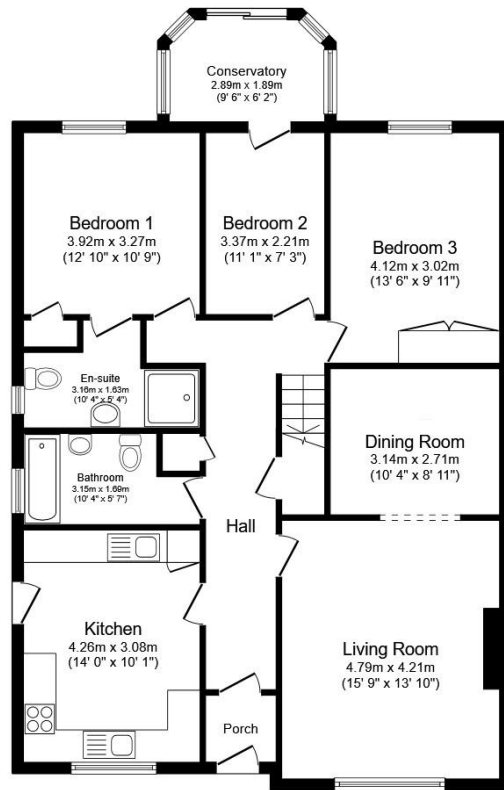 Conservatory
2.89m x 1.89m
(9' 6" x 6' 2")
Bedroom 1
3.92m x 3.27m
(12' 10" x 10' 9")
Bedroom 2
3.37m x 2.21m
(11' 1" x 7' 3")
Bedroom 3
4.12m x 3.02m
(13' 6" x 9' 11")
En-suite
3.16m x 1.63m
(10' 4" x 5' 4")
Dining Room
3.14m x 2.71m
(10' 4" x 8' 11")
Bathroom
3.15m x 1.69m
(10' 4" x 5' 7")
Hall
Kitchen
4.26m x 3.08m
(14' 0" x 10' 1")
Living Room
4.79m x 4.21m
(15' 9" x 13' 10")
Porch